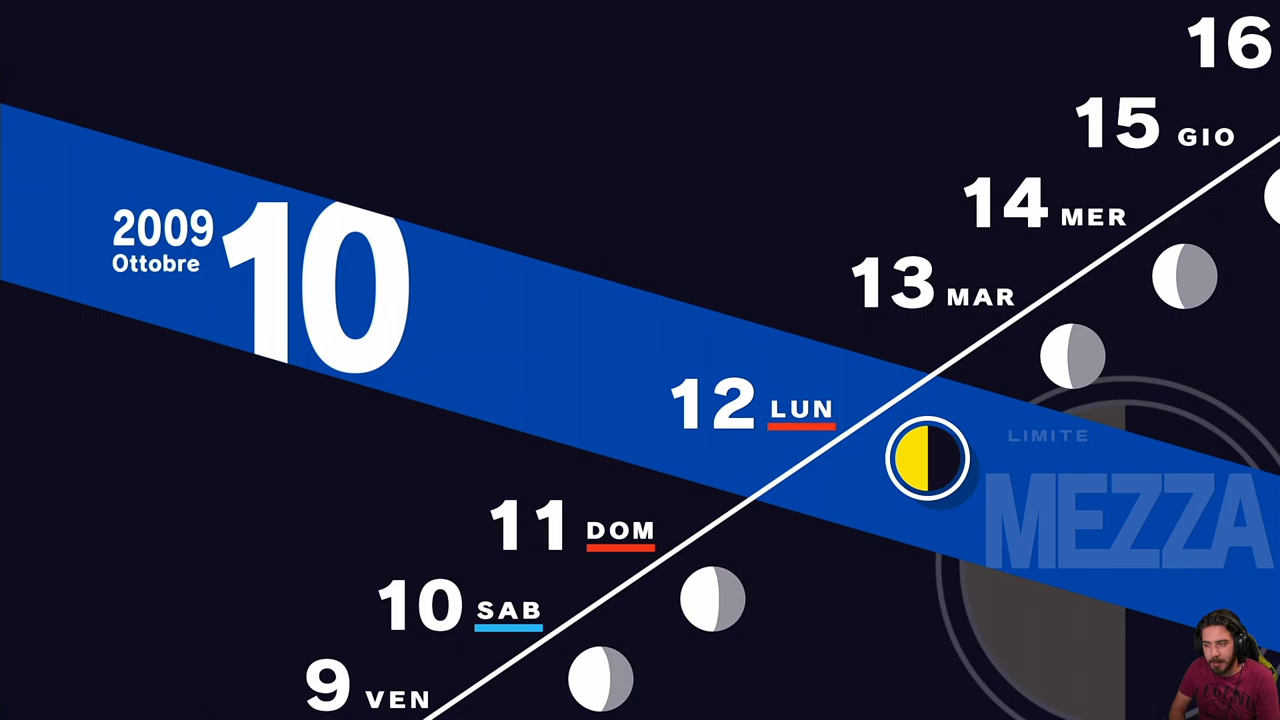 16
15 GIO
14 MER
13 MAR
12 LUN
11 DOM
10 SAB
9 VEN
2009
Ottobre
10
LIMITE
MEZZA